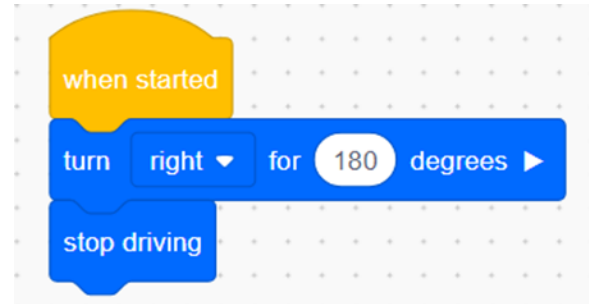 when started
turn right for 180 degrees
stop driving